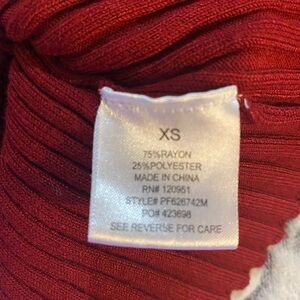 XS
75%RAYON
25%POLYESTER
MADE IN CHINA
RN# 120951
STYLE# PF626742M
PO# 423698
SEE REVERSE FOR CARE